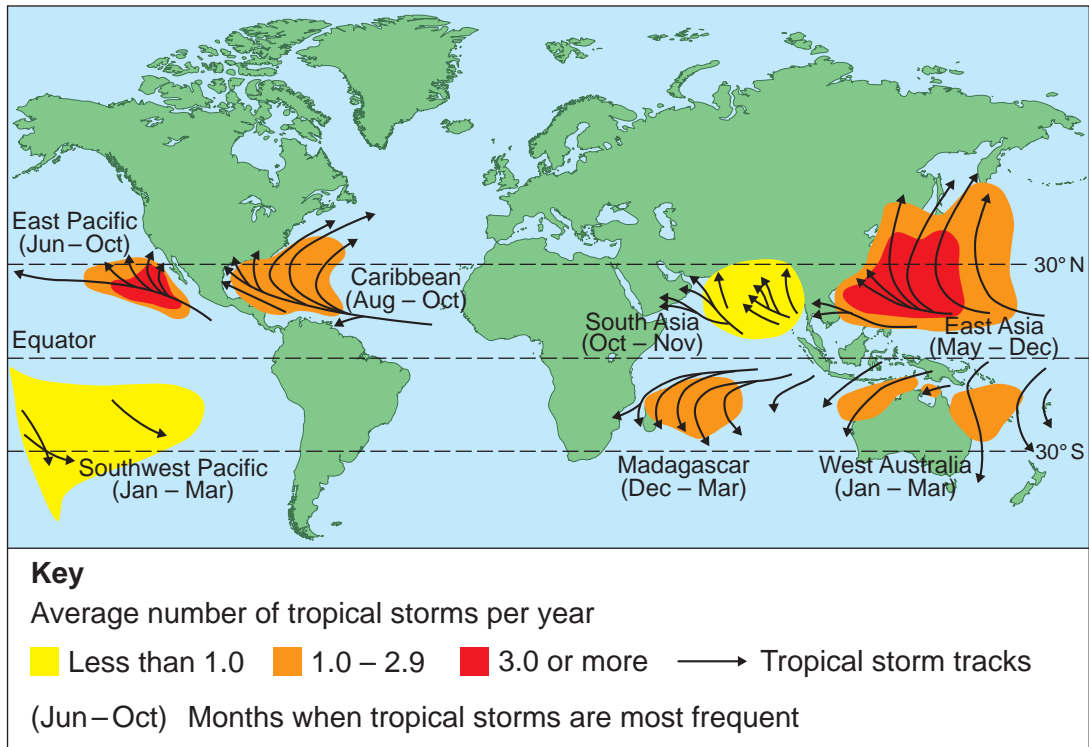 East Pacific
(Jun – Oct)
Caribbean
(Aug – Oct)
30° N
South Asia
(Oct – Nov)
East Asia
(May – Dec)
Equator
Southwest Pacific
(Jan – Mar)
Madagascar
(Dec – Mar)
West Australia
(Jan – Mar)
30° S
Key
Average number of tropical storms per year
Less than 1.0
1.0 – 2.9
3.0 or more
Tropical storm tracks
(Jun – Oct) Months when tropical storms are most frequent